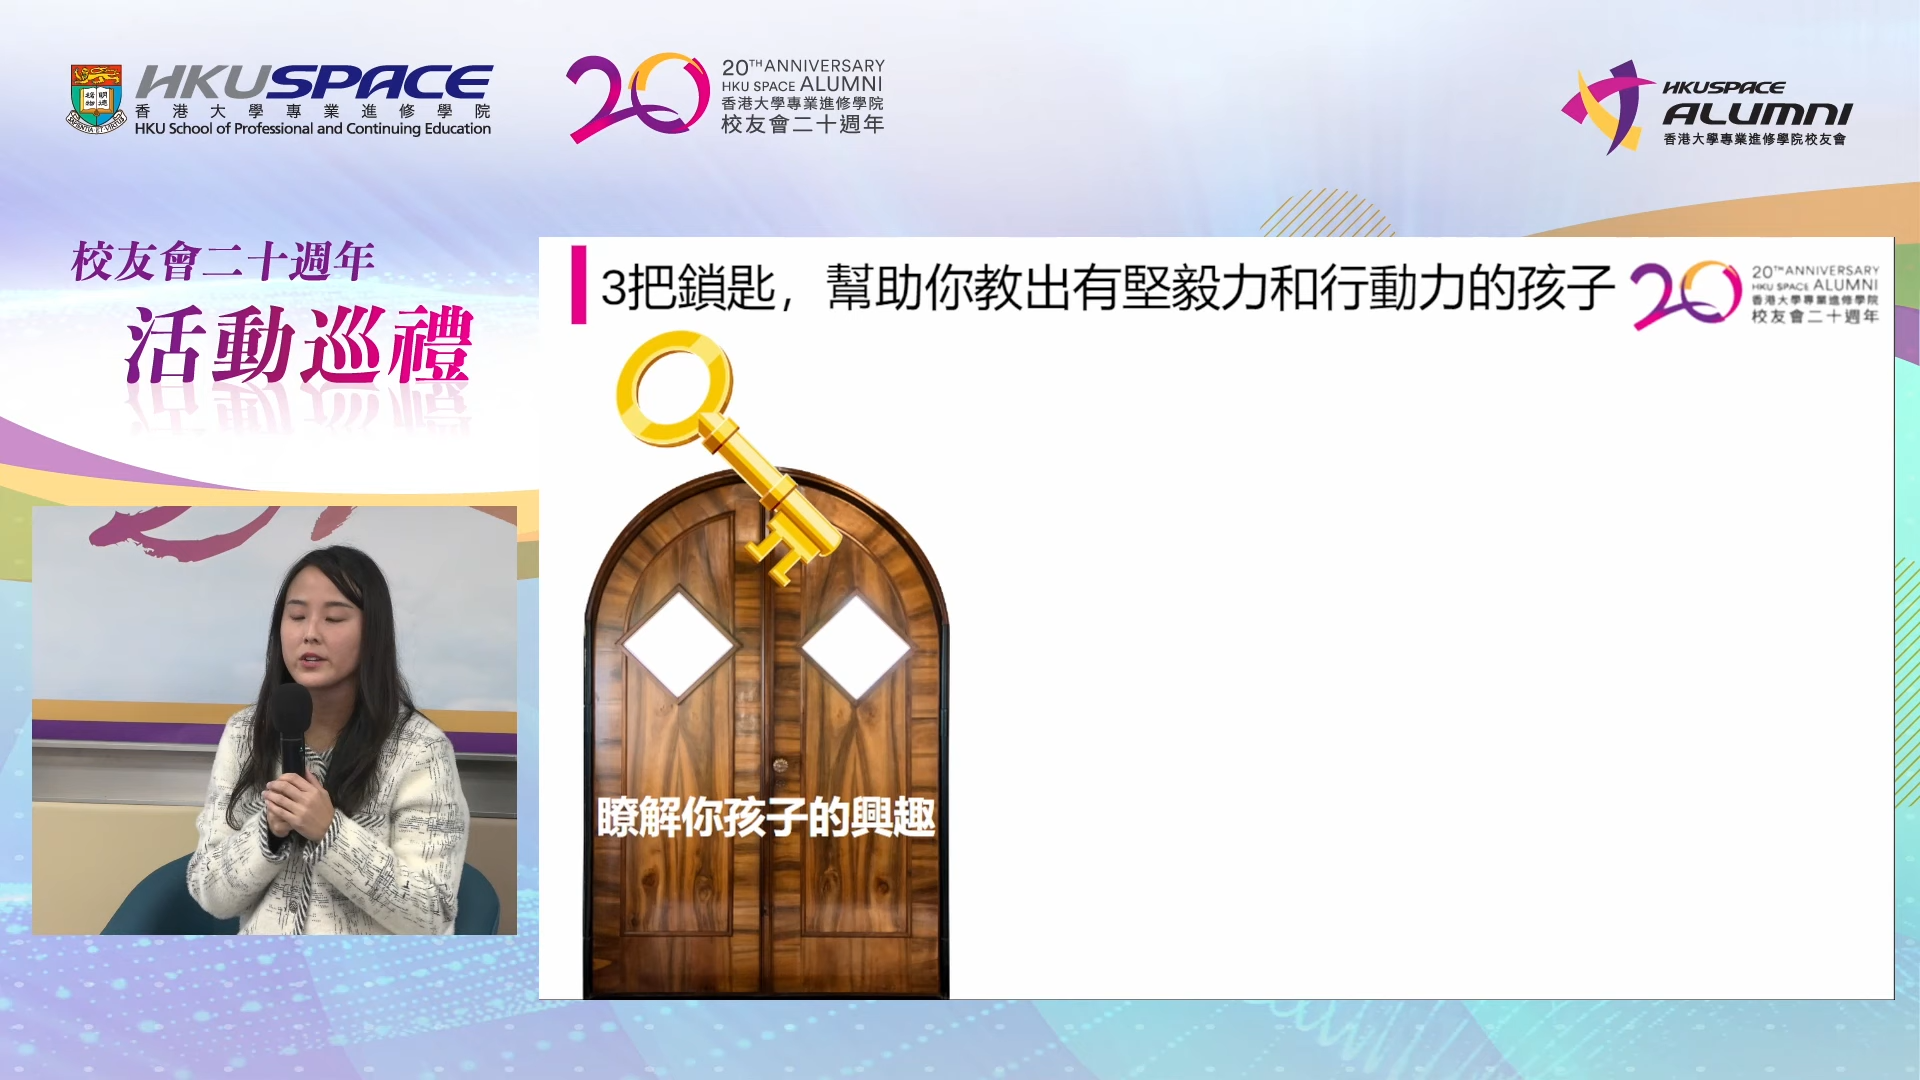 HKUSPACE
香港大學專業進修學院
HKU School of Professional and Continuing Education
20
20TH ANNIVERSARY
HKU SPACE ALUMNI
香港大學專業進修學院
校友會二十週年
HKUSPACE
ALUMNI
香港大學專業進修學院校友會
校友會二十週年
活動巡禮
3把鎖匙，幫助你教出有堅毅力和行動力的孩子
20
20TH ANNIVERSARY
HKU SPACE ALUMNI
香港大學專業進修學院
校友會二十週年
瞭解你孩子的興趣